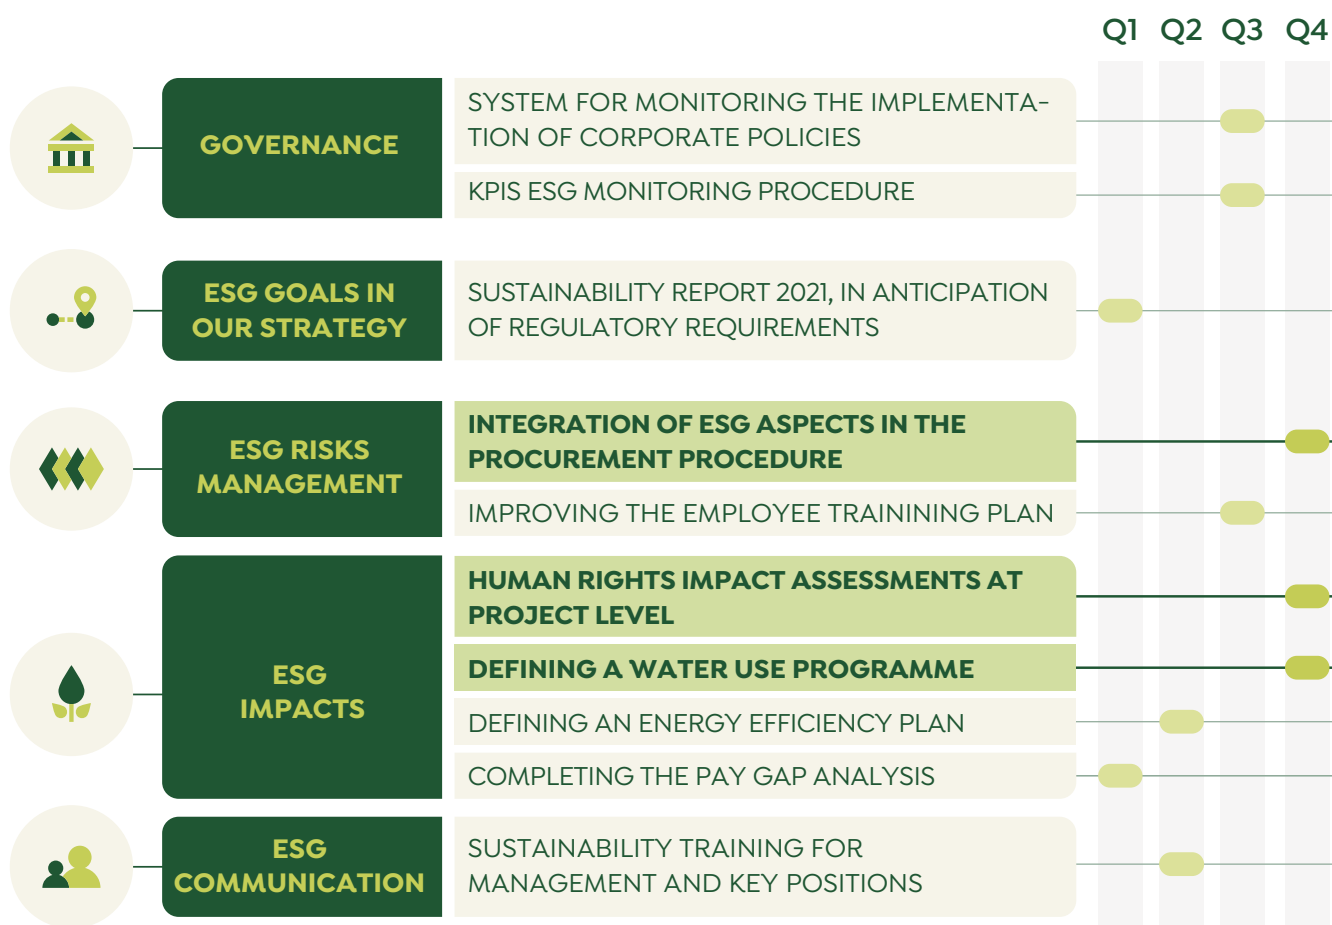 Q1 Q2 Q3 Q4
GOVERNANCE
SYSTEM FOR MONITORING THE IMPLEMENTA-
TION OF CORPORATE POLICIES
KPIS ESG MONITORING PROCEDURE
ESG GOALS IN
OUR STRATEGY
SUSTAINABILITY REPORT 2021, IN ANTICIPATION
OF REGULATORY REQUIREMENTS
ESG RISKS
MANAGEMENT
INTEGRATION OF ESG ASPECTS IN THE
PROCUREMENT PROCEDURE
IMPROVING THE EMPLOYEE TRAININING PLAN
ESG
IMPACTS
HUMAN RIGHTS IMPACT ASSESSMENTS AT
PROJECT LEVEL
DEFINING A WATER USE PROGRAMME
DEFINING AN ENERGY EFFICIENCY PLAN
COMPLETING THE PAY GAP ANALYSIS
ESG
COMMUNICATION
SUSTAINABILITY TRAINING FOR
MANAGEMENT AND KEY POSITIONS